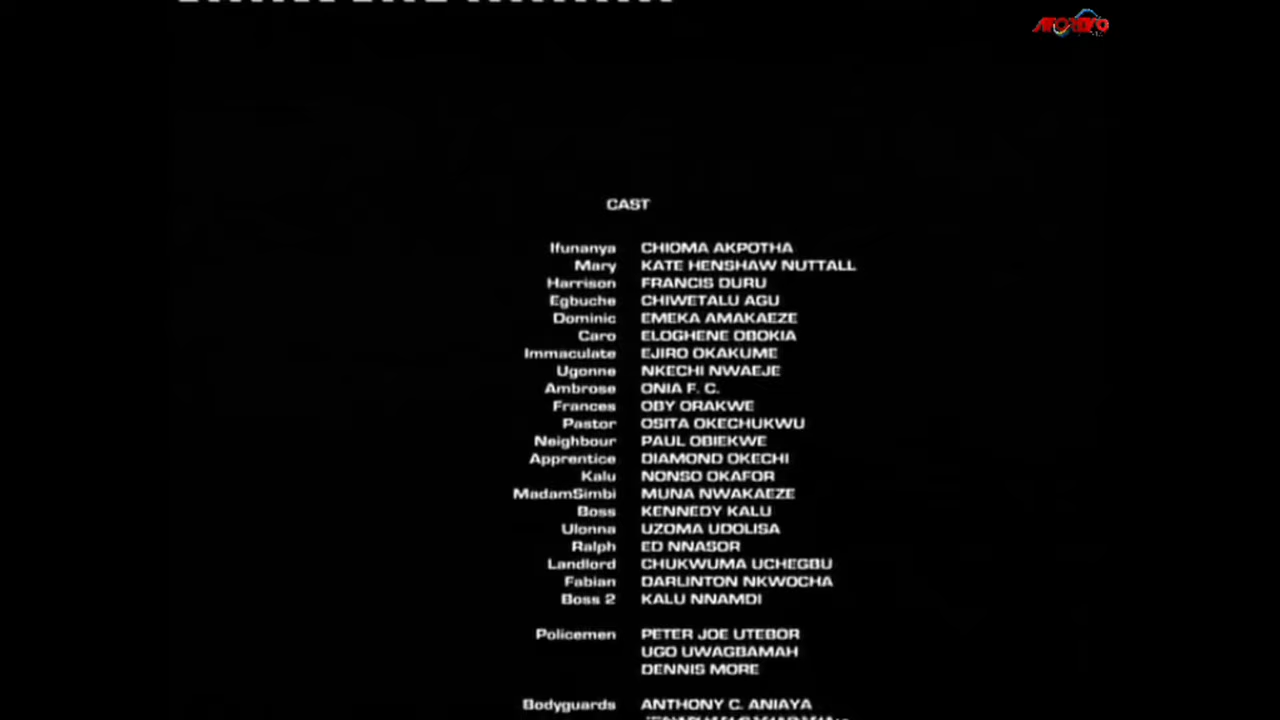 CAST
Ifunanya CHIOMA AKPOTHA
Mary KATE HENSHAW NUTTALL
Harrison FRANCIS DURU
Egbuche CHIWETALU AGU
Dominic EMEKA AMAKAEZE
Caro ELOGHENE OBOKIA
Immaculate EJIRO OKAKUME
Ugonne NKECHI NWAEJE
Ambrose ONIA F. C.
Frances OBY ORAKWE
Pastor OSITA OKECHUKWU
Neighbour PAUL OBIEKWE
Apprentice DIAMOND OKECHI
Kalu NONSO OKAFOR
MadamSimbi MUNA NWAKAEZE
Boss KENNEDY KALU
Ulonna UZOMA UDOLISA
Ralph ED NNASOR
Landlord CHUKWUMA UCHEGBU
Fabian DARLINTON NKWOCHA
Boss 2 KALU NNAMDI
Policemen PETER JOE UTEBOR
UGO UWAGBAMAH
DENNIS MORE
Bodyguards ANTHONY C. ANIAYA